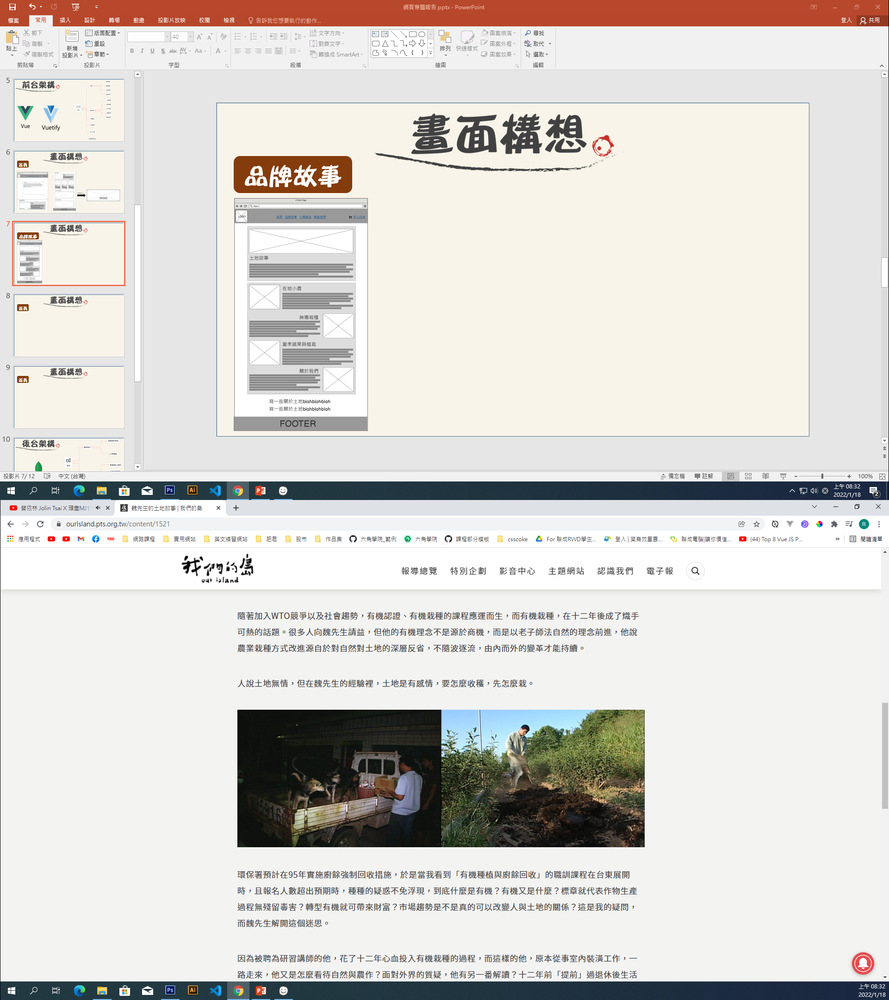 網頁專題報告.pptx - PowerPoint
檔案 常用 插入 設計 轉場 動畫 投影片放映 校閱 檢視 告訴我您想要執行的動作... 登入 共用
貼上 剪下 複製 複製格式 剪貼簿
新增 投影片 版面配置 重設 章節 投影片
40 字型
文字方向 對齊文字 轉換成 SmartArt 段落
排列 快速樣式 圖案填滿 圖案外框 圖案效果 繪圖
尋找 取代 選取 編輯
5
前台架構
Vue Vuetify
6
畫面構想
首頁
7
畫面構想
品牌故事
8
畫面構想
首頁
9
畫面構想
首頁
10
後台架構
畫面構想
品牌故事
A Web Page
https://
LOGO 首頁 品牌故事 小農產品 聯絡我們 登入/註冊
土地故事
在地小農
無毒栽種
當季蔬果與植栽
關於我們
寫一些關於土地blahblahblah
寫一些關於土地blahblahblah
FOOTER
投影片 7/ 12 中文 (台灣) 備忘稿 註解 100%
Ps Ai
上午 08:32
2022/1/18
2
蔡依林 Jolin Tsai X 頑童MJ1 魏先生的土地故事 | 我們的島
ourisland.pts.org.tw/content/1521
R
應用程式 TED 網路課程 實用網站 英文練習網站 肥皂 股市 作品集 六角學院_範例 六角學院 課程部分模板 csscoke For 聯成RWD學生... 登入 | 菜鳥救星雲... 聯成電腦|讓你價值... (44) Top 8 Vue JS P... » 閱讀清單
我們的島
our island
報導總覽 特別企劃 影音中心 主題網站 認識我們 電子報
隨著加入WTO競爭以及社會趨勢，有機認證、有機栽種的課程應運而生，而有機栽種，在十二年後成了熾手
可熱的話題。很多人向魏先生請益，但他的有機理念不是源於商機，而是以老子師法自然的理念前進，他說
農業栽種方式改進源自於對自然對土地的深層反省，不隨波逐流，由內而外的變革才能持續。
人說土地無情，但在魏先生的經驗裡，土地是有感情，要怎麼收穫，先怎麼栽。
環保署預計在95年實施廚餘強制回收措施，於是當我看到「有機種植與廚餘回收」的職訓課程在台東展開
時，且報名人數超出預期時，種種的疑惑不免浮現，到底什麼是有機？有機又是什麼？標章就代表作物生產
過程無殘留毒害？轉型有機就可帶來財富？市場趨勢是不是真的可以改變人與土地的關係？這是我的疑問，
而魏先生解開這個迷思。
因為被聘為研習講師的他，花了十二年心血投入有機栽種的過程，而這樣的他，原本從事室內裝潢工作，一
路走來，他又是怎麼看待自然與農作？面對外界的質疑，他有另一番解讀？十二年前「提前」過退休後生活
Ps Ai
上午 08:32
2022/1/18